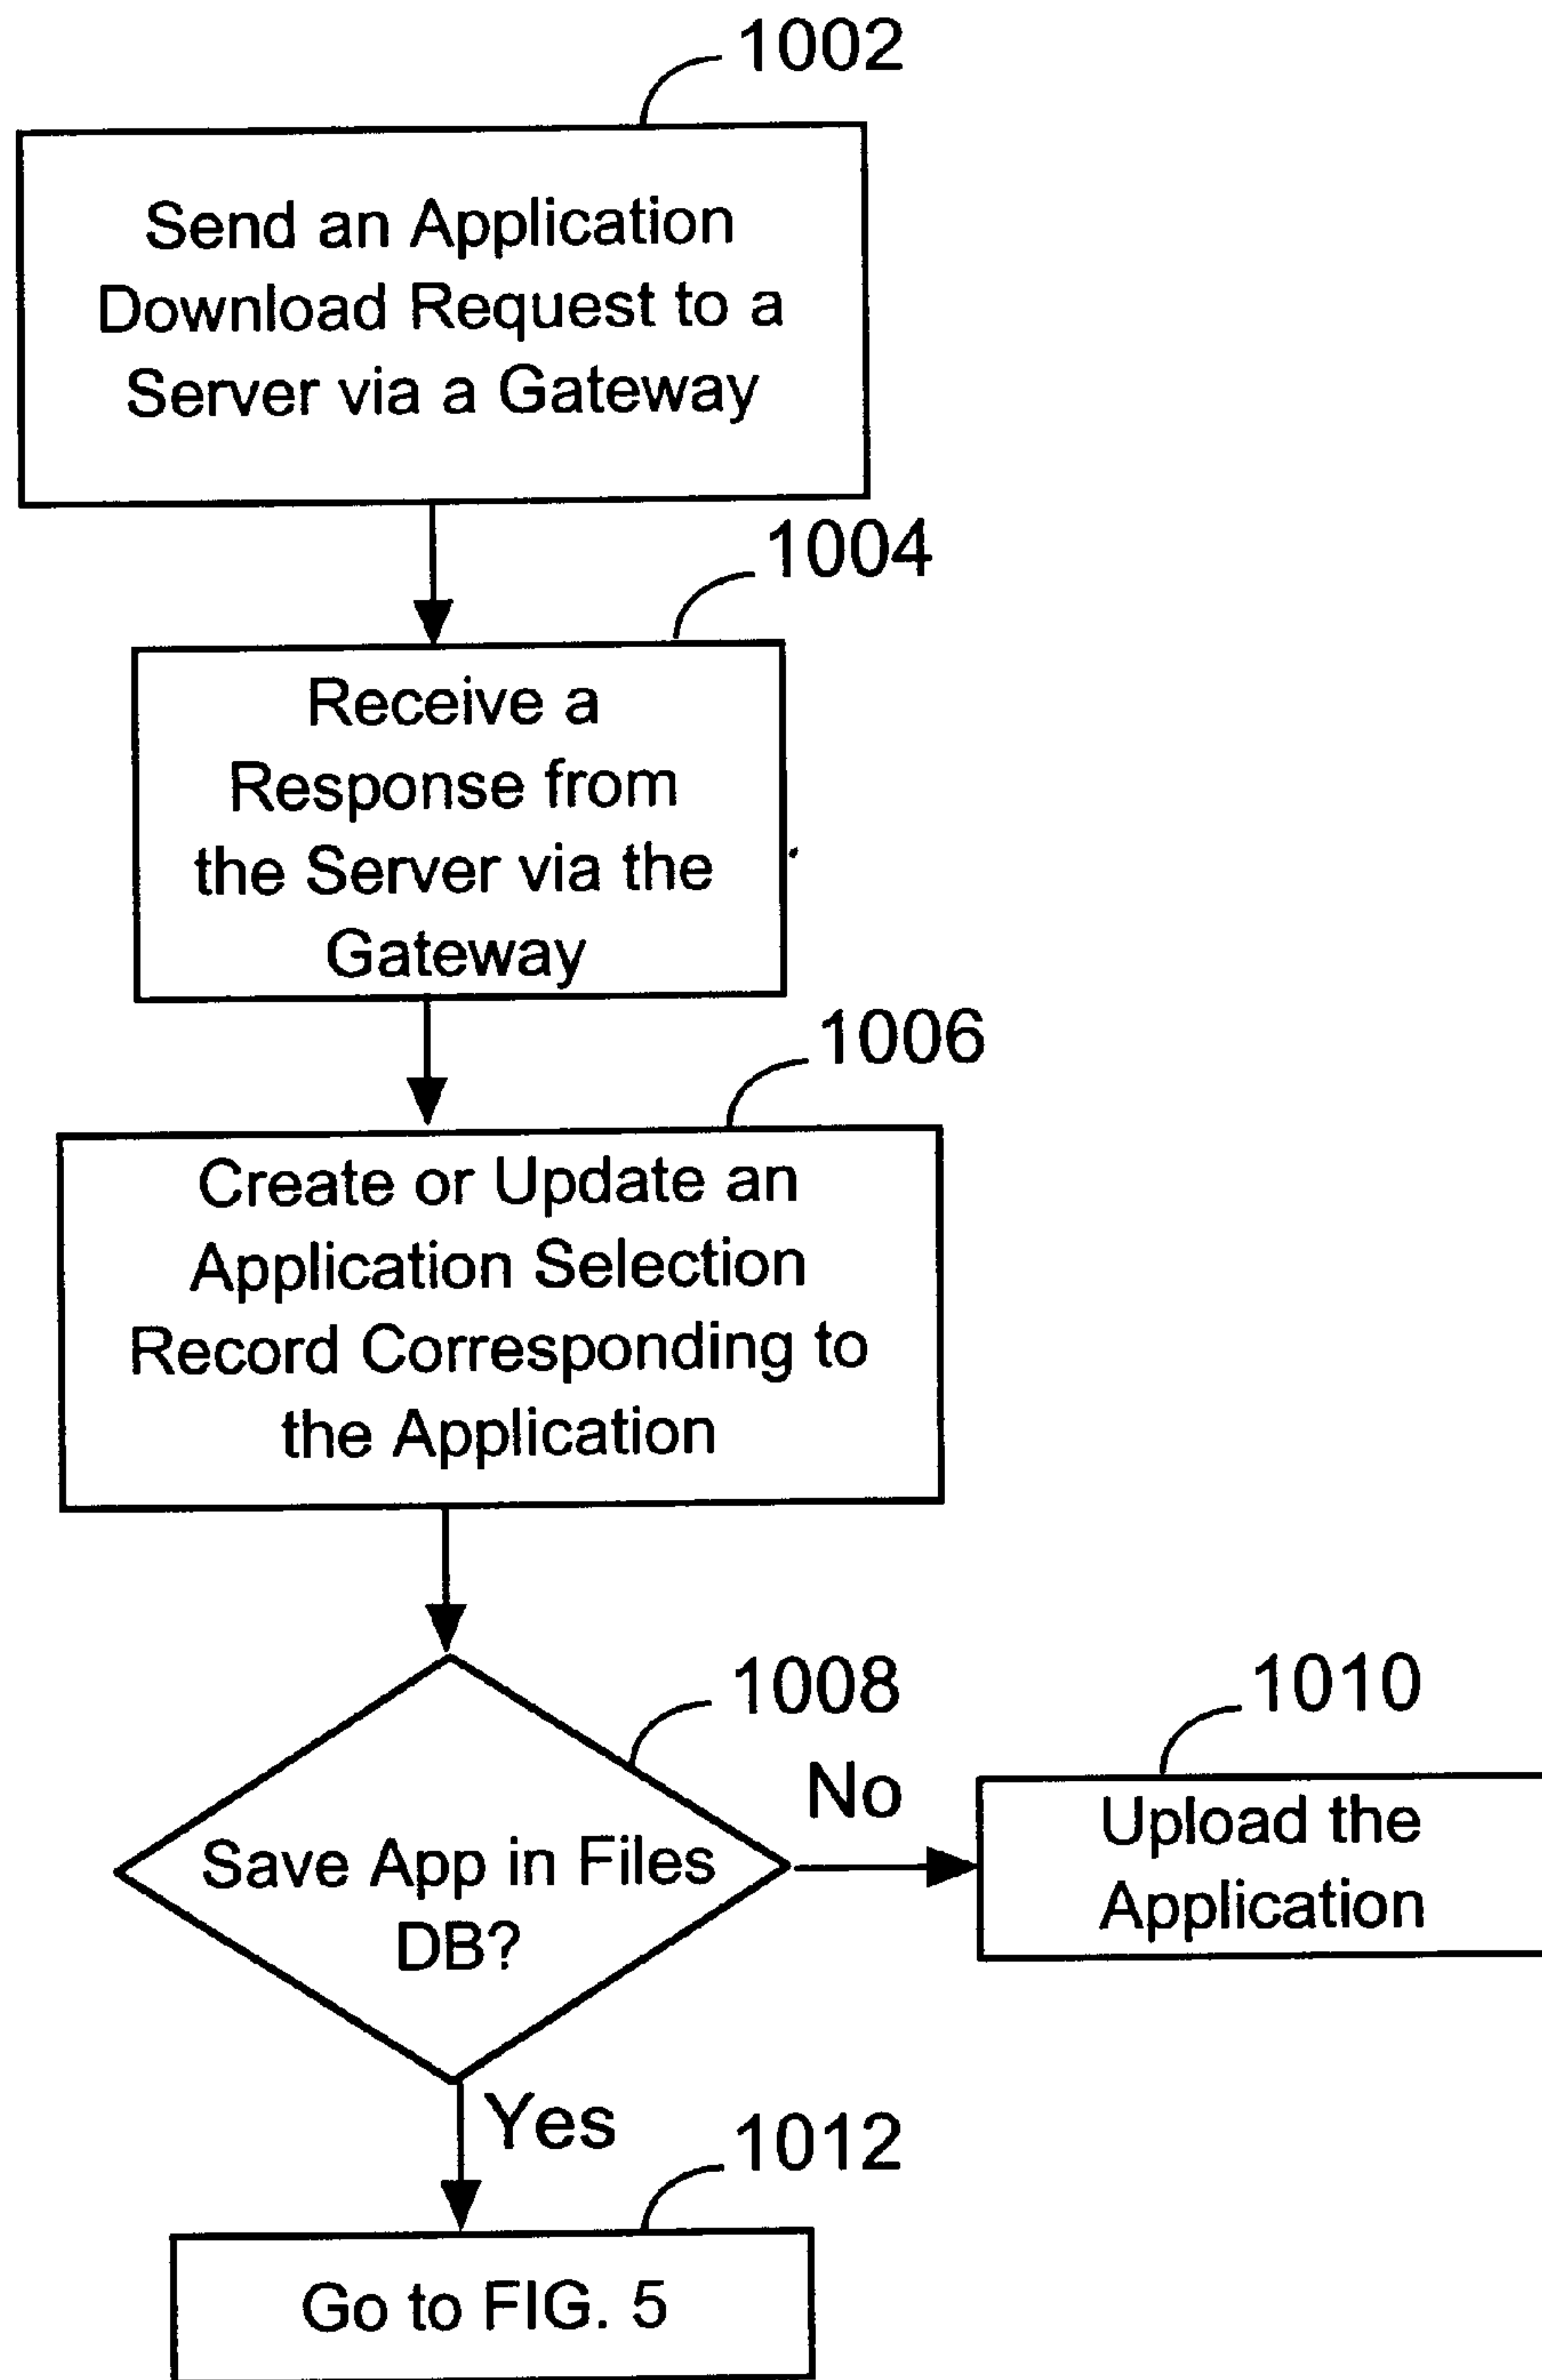 1002
Send an Application
Download Request to a
Server via a Gateway
1004
Receive a
Response from
the Server via the
Gateway
1006
Create or Update an
Application Selection
Record Corresponding to
the Application
1008
Save App in Files
DB?
No
1010
Upload the
Application
Yes
1012
Go to FIG. 5